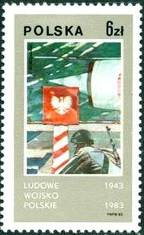 POLSKA 6zł
LUDOWE 1943
WOJSKO
POLSKIE 1983